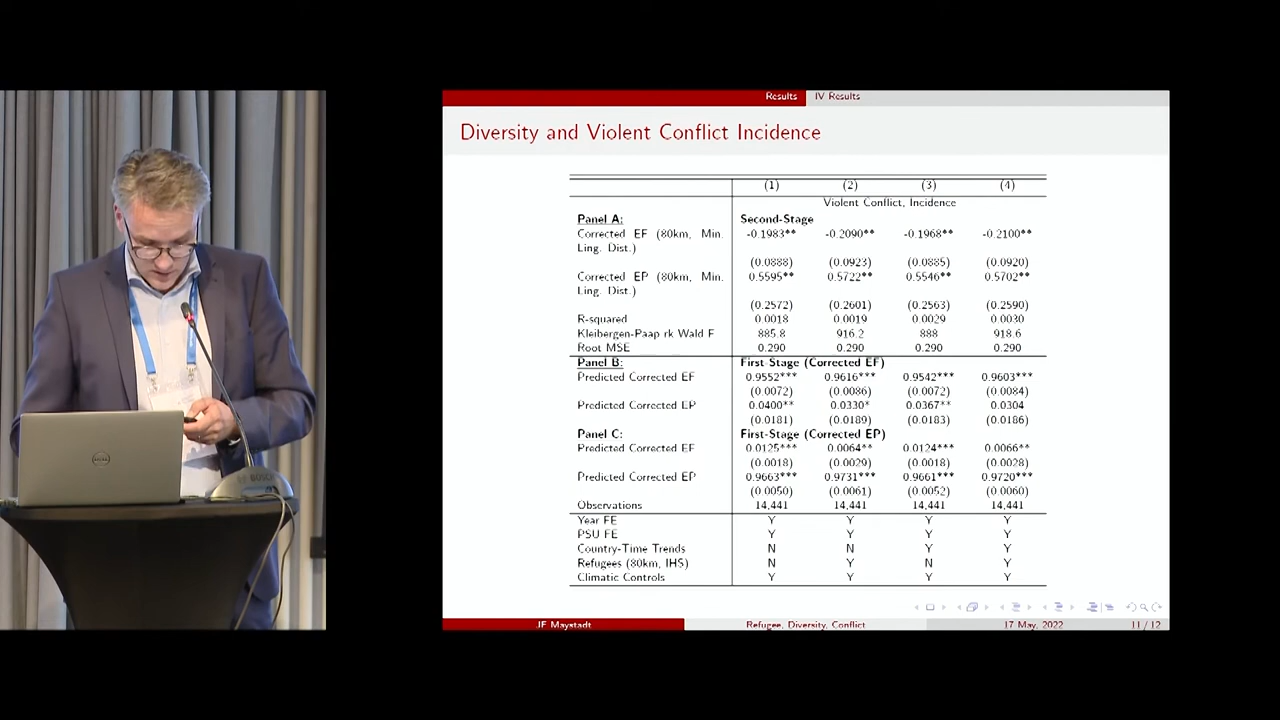 Results IV Results
Diversity and Violent Conflict Incidence
(1) (2) (3) (4)
Violent Conflict, Incidence
Panel A: Second-Stage
Corrected EF (80km, Min. -0.1983** -0.2090** -0.1968** -0.2100**
Ling. Dist.)
(0.0888) (0.0923) (0.0885) (0.0920)
Corrected EP (80km, Min. 0.5595** 0.5722** 0.5546** 0.5702**
Ling. Dist.)
(0.2572) (0.2601) (0.2563) (0.2590)
R-squared 0.0018 0.0019 0.0029 0.0030
Kleibergen-Paap rk Wald F 885.8 916.2 888 918.6
Root MSE 0.290 0.290 0.290 0.290
Panel B: First-Stage (Corrected EF)
Predicted Corrected EF 0.9552*** 0.9616*** 0.9542*** 0.9603***
(0.0072) (0.0086) (0.0072) (0.0084)
Predicted Corrected EP 0.0400** 0.0330* 0.0367** 0.0304
(0.0181) (0.0189) (0.0183) (0.0186)
Panel C: First-Stage (Corrected EP)
Predicted Corrected EF 0.0125*** 0.0064** 0.0124*** 0.0066**
(0.0018) (0.0029) (0.0018) (0.0028)
Predicted Corrected EP 0.9663*** 0.9731*** 0.9661*** 0.9720***
(0.0050) (0.0061) (0.0052) (0.0060)
Observations 14,441 14,441 14,441 14,441
Year FE Y Y Y Y
PSU FE Y Y Y Y
Country-Time Trends N N Y Y
Refugees (80km, IHS) N Y N Y
Climatic Controls Y Y Y Y
JF Maystadt Refugee, Diversity, Conflict 17 May, 2022 11 / 12
DELL
BOSCH